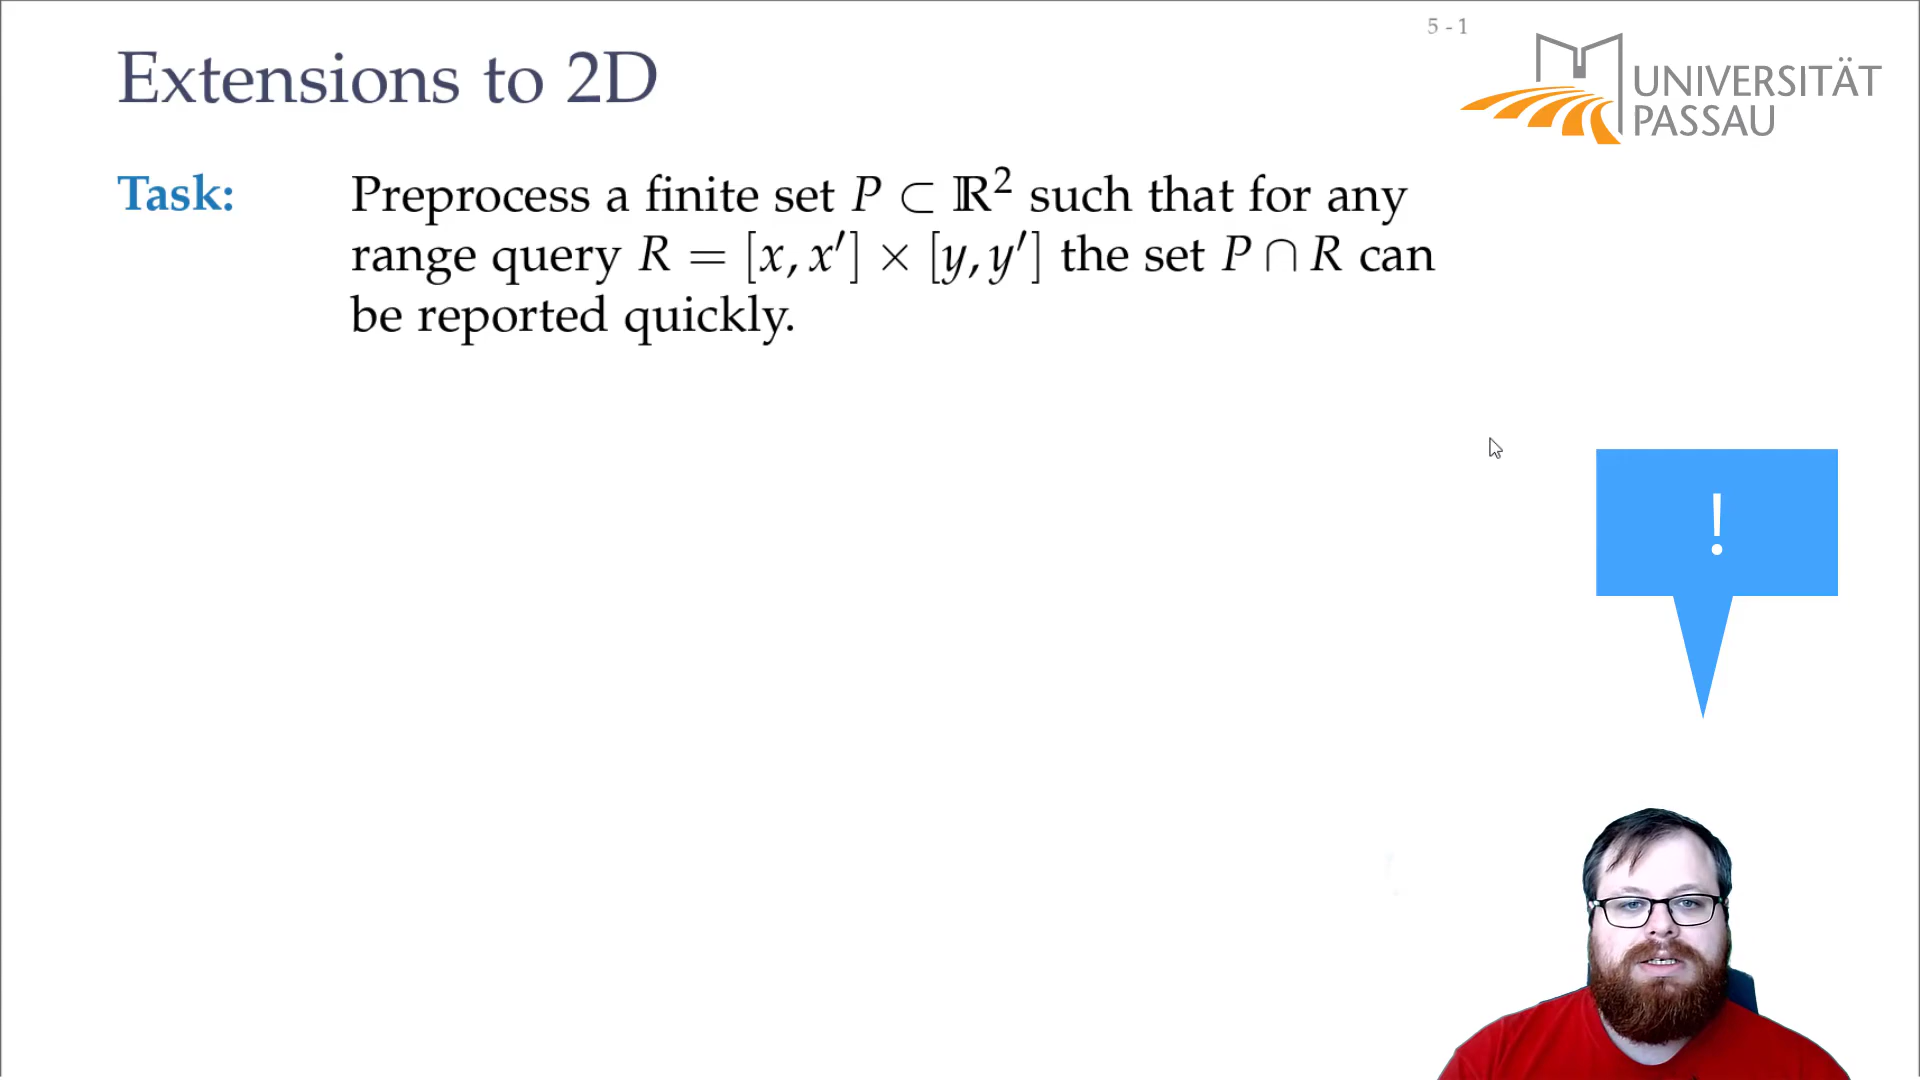 5 - 1
Extensions to 2D
UNIVERSITÄT
PASSAU
Task: Preprocess a finite set P ⊂ ℝ² such that for any
range query R = [x, x′] × [y, y′] the set P ∩ R can
be reported quickly.
!